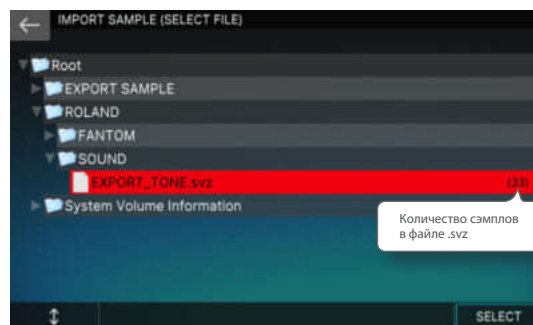 IMPORT SAMPLE (SELECT FILE)
Root
EXPORT SAMPLE
ROLAND
FANTOM
SOUND
EXPORT_TONE.svz (33)
System Volume Information
Количество сэмплов
в файле .svz
SELECT